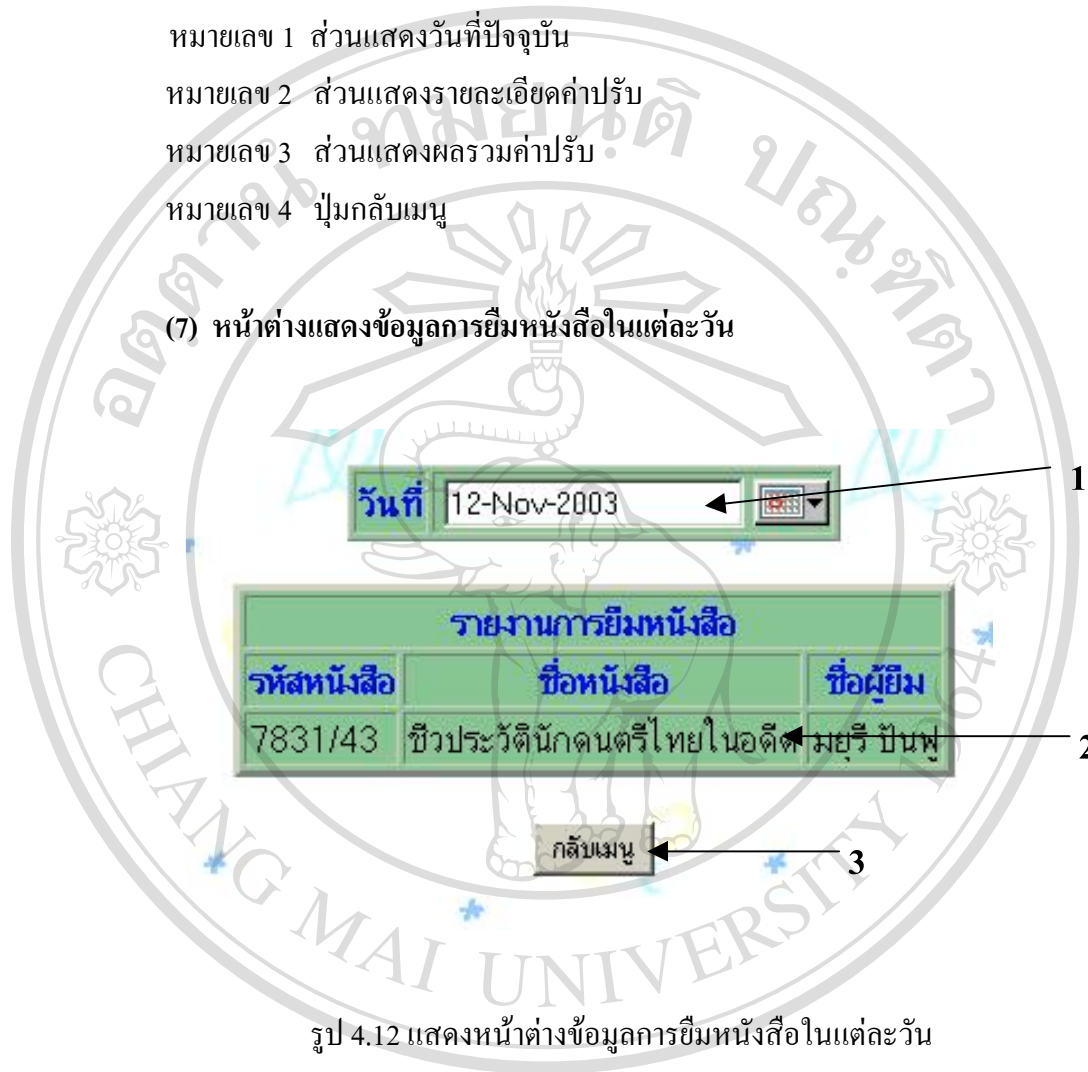 หมายเลข 1 ส่วนแสดงวันที่ปัจจุบัน
หมายเลข 2 ส่วนแสดงรายละเอียดค่าปรับ
หมายเลข 3 ส่วนแสดงผลรวมค่าปรับ
หมายเลข 4 ปุ่มกลับเมนู
(7) หน้าต่างแสดงข้อมูลการยืมหนังสือในแต่ละวัน
วันที่ 12-Nov-2003 1
รายงานการยืมหนังสือ
รหัสหนังสือ ชื่อหนังสือ ชื่อผู้ยืม
7831/43 ชีวประวัตินักดนตรีไทยในอดีต มยุรี ปันฟู 2
กลับเมนู 3
รูป 4.12 แสดงหน้าต่างข้อมูลการยืมหนังสือในแต่ละวัน
CHIANG MAI UNIVERSITY 1964